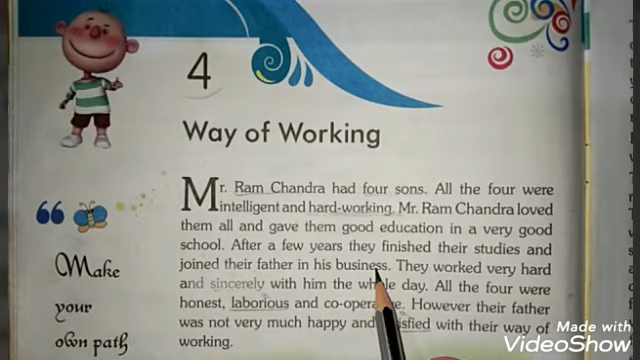 4
Way of Working
Mr. Ram Chandra had four sons. All the four were
intelligent and hard-working. Mr. Ram Chandra loved
them all and gave them good education in a very good
school. After a few years they finished their studies and
joined their father in his business. They worked very hard
and sincerely with him the whole day. All the four were
honest, laborious and co-operative. However their father
was not very much happy and satisfied with their way of
working.
Make
your
own path
Made with
VideoShow